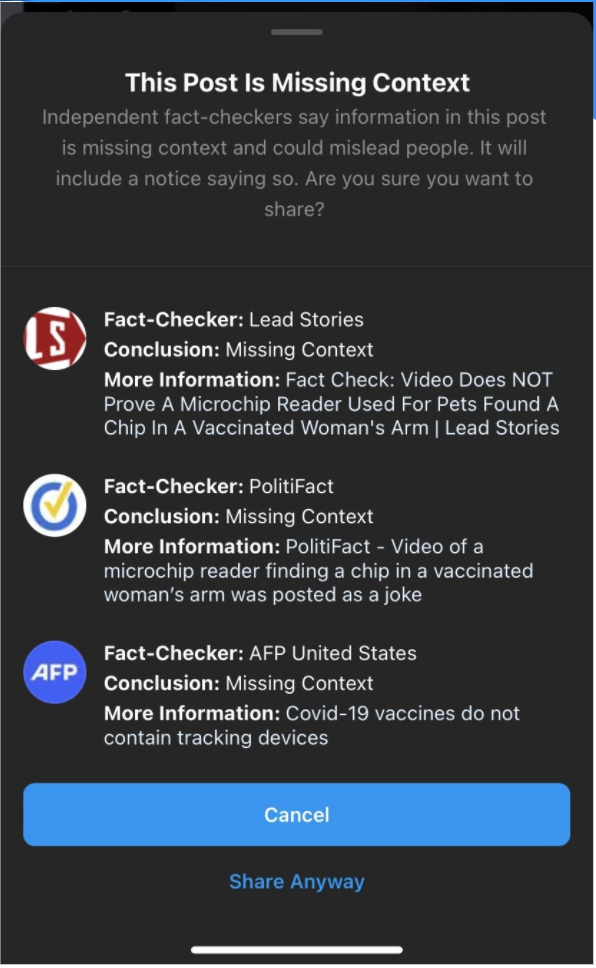 This Post Is Missing Context
Independent fact-checkers say information in this post
is missing context and could mislead people. It will
include a notice saying so. Are you sure you want to
share?
LS
Fact-Checker: Lead Stories
Conclusion: Missing Context
More Information: Fact Check: Video Does NOT
Prove A Microchip Reader Used For Pets Found A
Chip In A Vaccinated Woman's Arm | Lead Stories
Fact-Checker: PolitiFact
Conclusion: Missing Context
More Information: PolitiFact - Video of a
microchip reader finding a chip in a vaccinated
woman’s arm was posted as a joke
AFP
Fact-Checker: AFP United States
Conclusion: Missing Context
More Information: Covid-19 vaccines do not
contain tracking devices
Cancel
Share Anyway